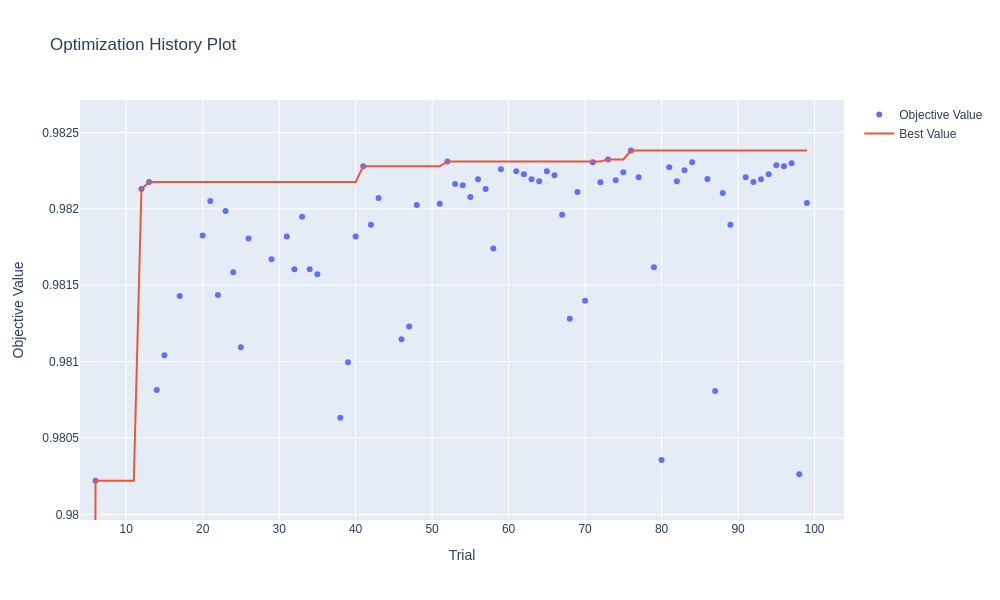 Optimization History Plot
Objective Value
Best Value
0.9825
0.982
0.9815
0.981
0.9805
0.98
Objective Value
10 20 30 40 50 60 70 80 90 100
Trial